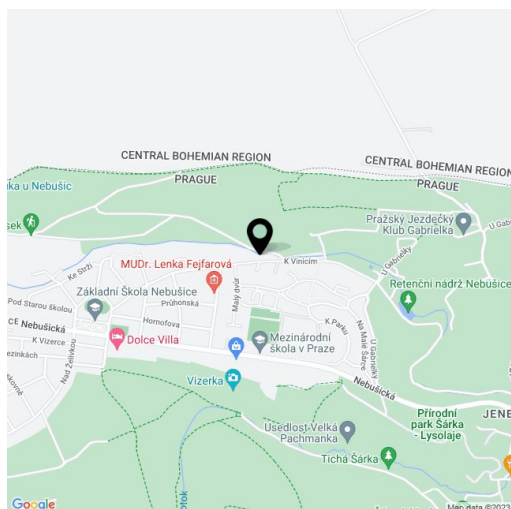 CENTRAL BOHEMIAN REGION
PRAGUE
CENTRAL BOHEMIAN REGION
PRAGUE
ka u Nebušic
sek
Pražský Jezdecký
Klub Gabrielka
U Gab
K Vinicím
U Gabrielky
MUDr. Lenka Fejfarová
Ke Strži
Malý dvůr
Retenční nádrž Nebušice
Základní Škola Nebušice
Pod Starou školou
Průhonská
CE
Nebušická
Hornofova
K Vizerce
K Parku
Na Malé Šárce
U Gabrielky
Mezinárodní
škola v Praze
Dolce Villa
ezinkách
Nad Želivkou
Vizerka
Nebušická
Přírodní
park Šárka
- Lysolaje
JENE
Usedlost Velká
Pachmanka
Tichá Šárka
otok
Google
Map data ©2023